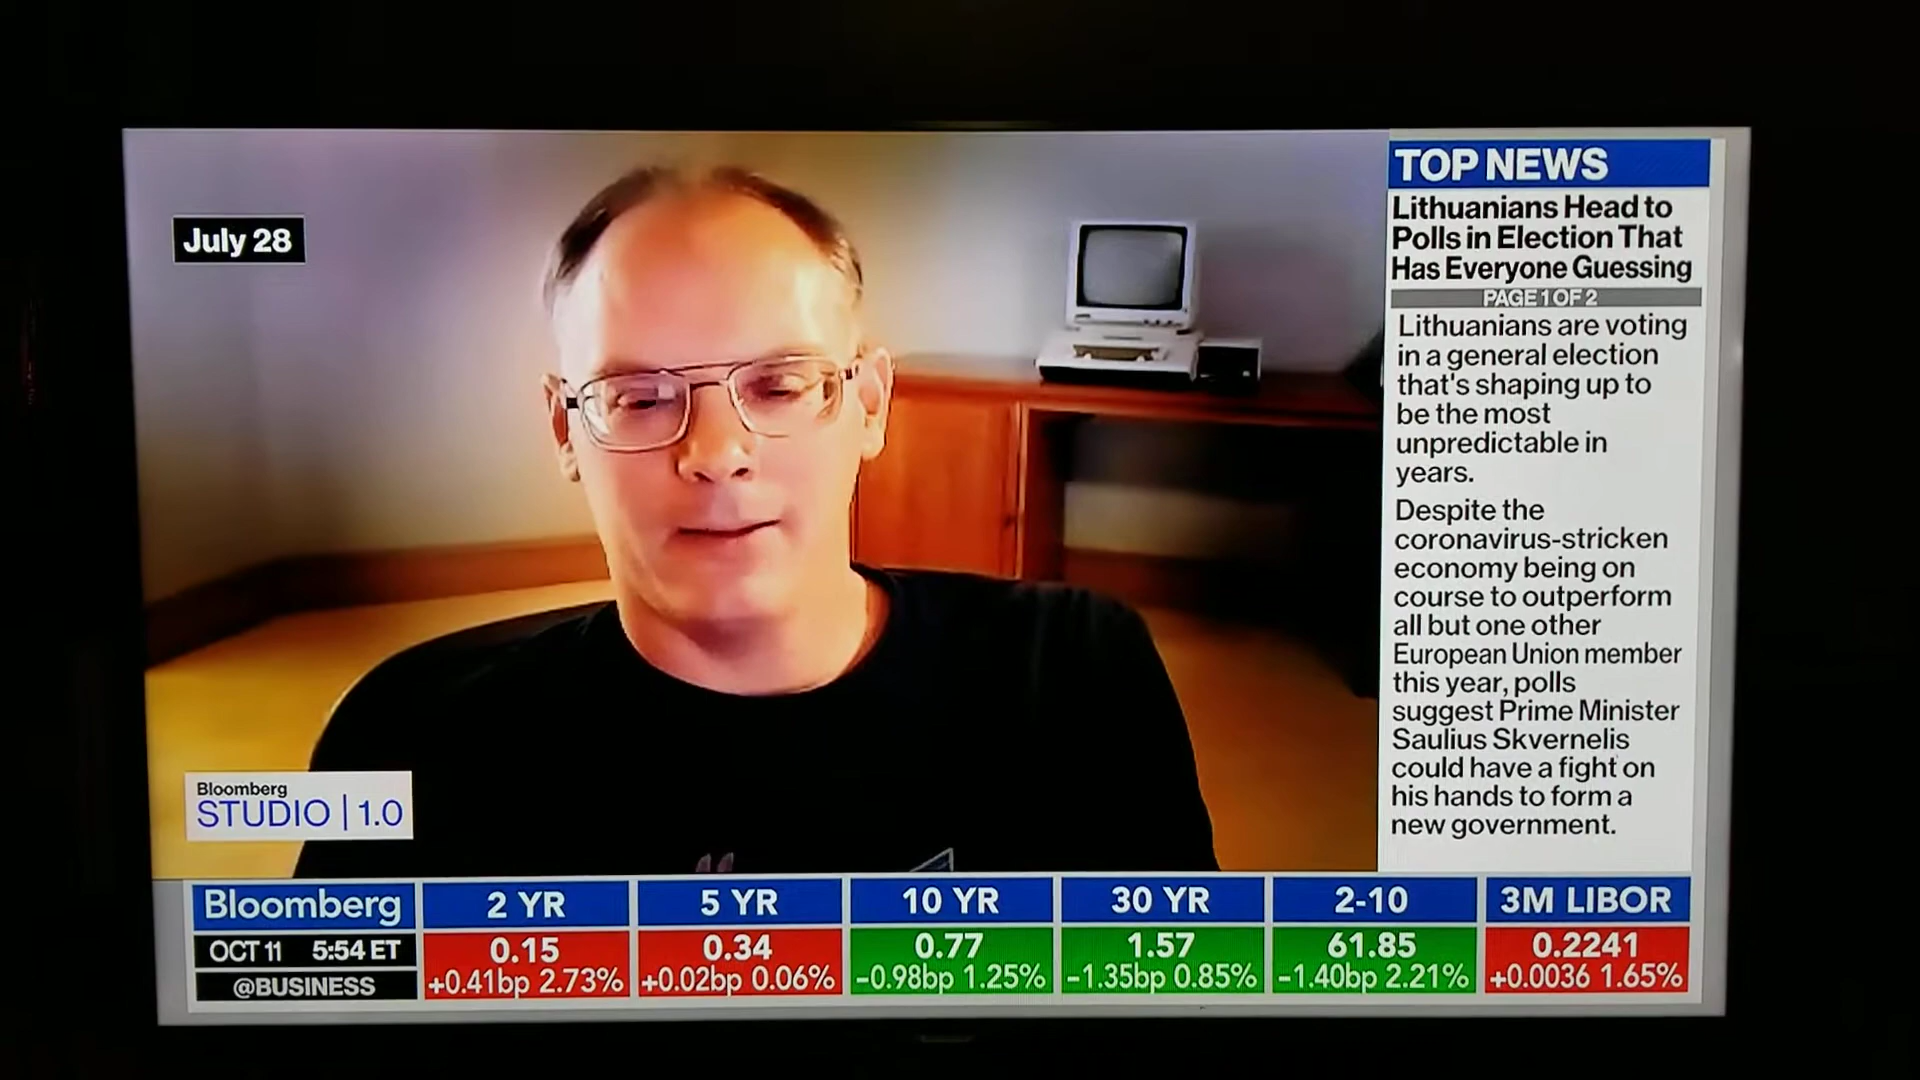 July 28
Bloomberg
STUDIO | 1.0
TOP NEWS
Lithuanians Head to
Polls in Election That
Has Everyone Guessing
PAGE 1 OF 2
Lithuanians are voting
in a general election
that's shaping up to
be the most
unpredictable in
years.
Despite the
coronavirus-stricken
economy being on
course to outperform
all but one other
European Union member
this year, polls
suggest Prime Minister
Saulius Skvernelis
could have a fight on
his hands to form a
new government.
Bloomberg
OCT 11 5:54 ET
@BUSINESS
2 YR
0.15
+0.41bp 2.73%
5 YR
0.34
+0.02bp 0.06%
10 YR
0.77
-0.98bp 1.25%
30 YR
1.57
-1.35bp 0.85%
2-10
61.85
-1.40bp 2.21%
3M LIBOR
0.2241
+0.0036 1.65%